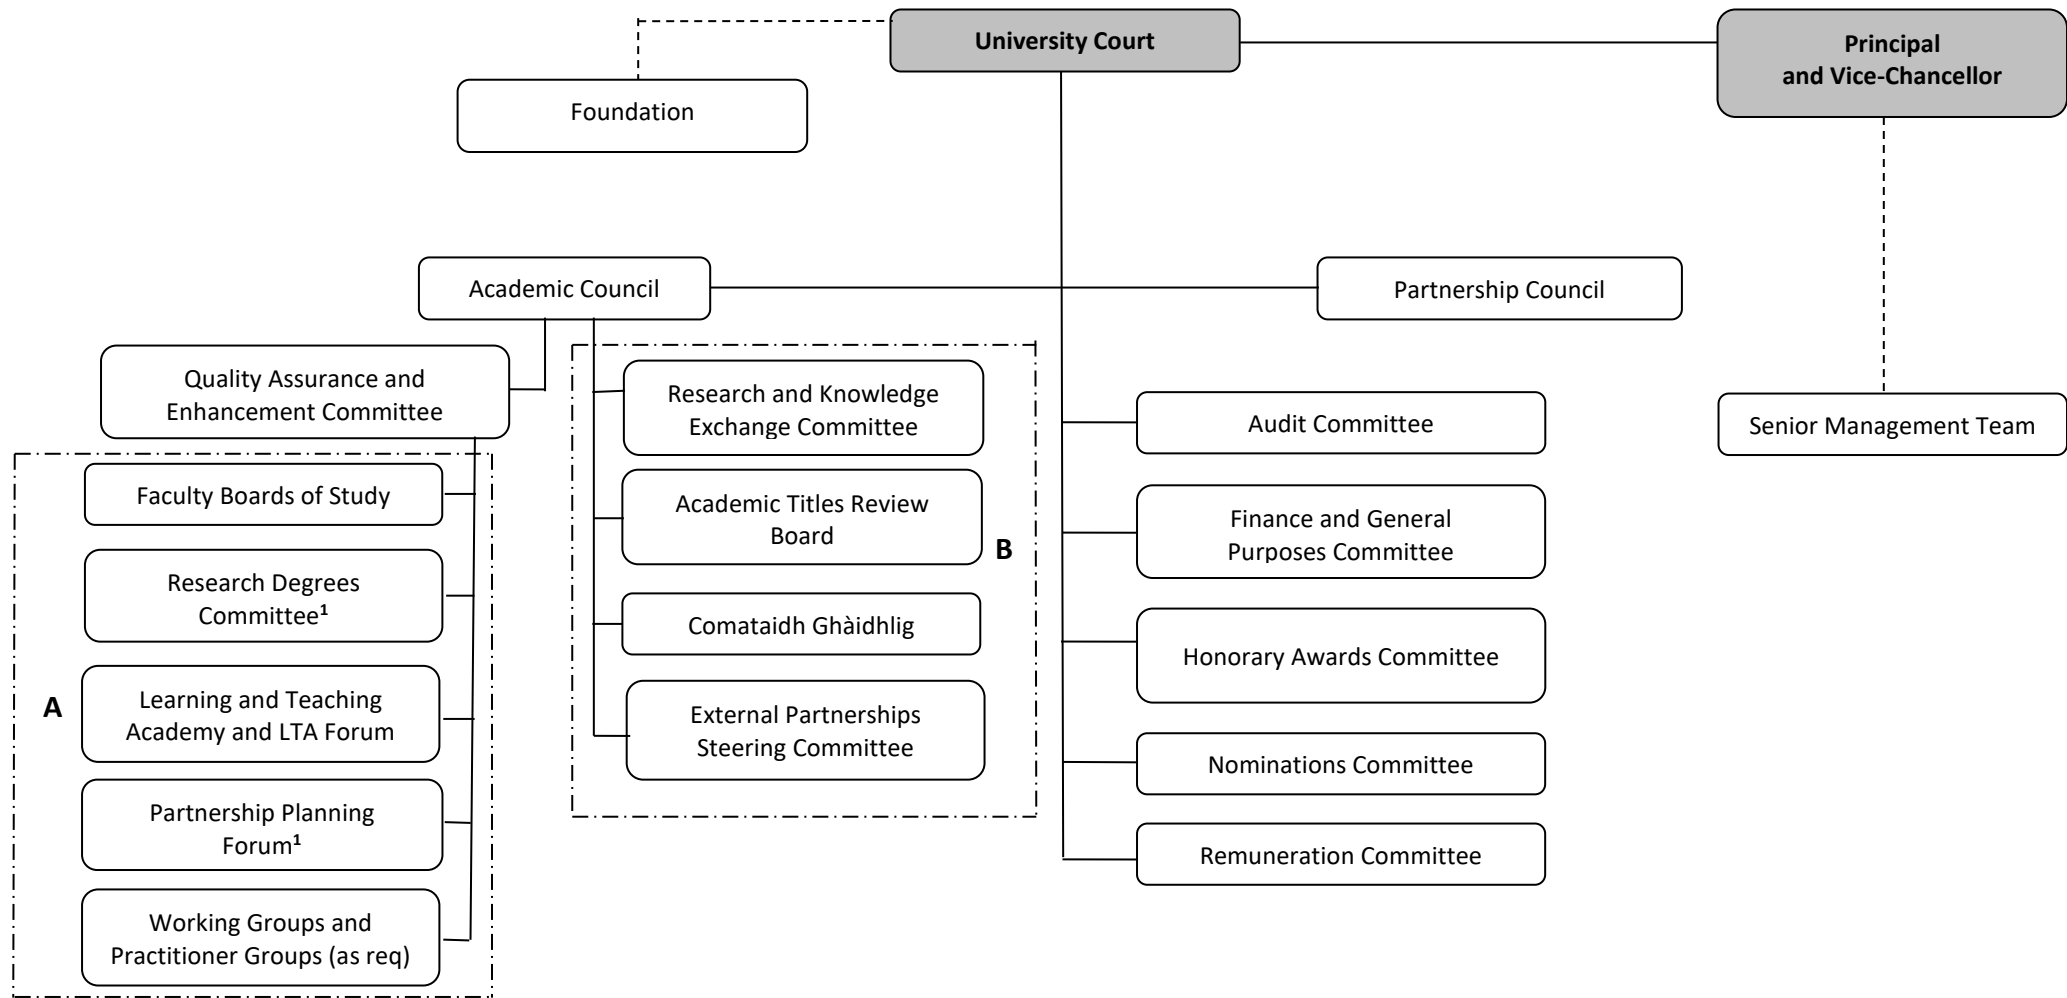 University Court
Principal
and Vice-Chancellor
Foundation
Academic Council
Partnership Council
Quality Assurance and
Enhancement Committee
Faculty Boards of Study
Research Degrees
Committee¹
A
Learning and Teaching
Academy and LTA Forum
Partnership Planning
Forum¹
Working Groups and
Practitioner Groups (as req)
Research and Knowledge
Exchange Committee
Academic Titles Review
Board
B
Comataidh Ghàidhlig
External Partnerships
Steering Committee
Audit Committee
Finance and General
Purposes Committee
Honorary Awards Committee
Nominations Committee
Remuneration Committee
Senior Management Team